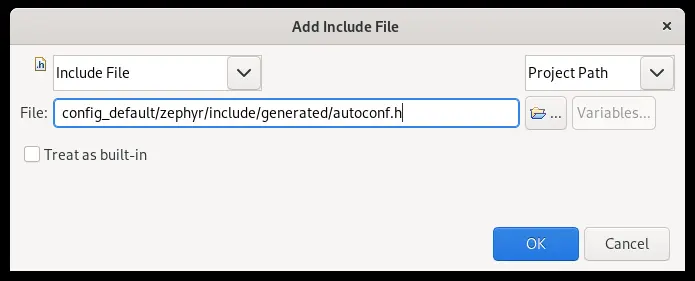 Add Include File
.h Include File Project Path
File: config_default/zephyr/include/generated/autoconf.h ... Variables...
Treat as built-in
OK Cancel